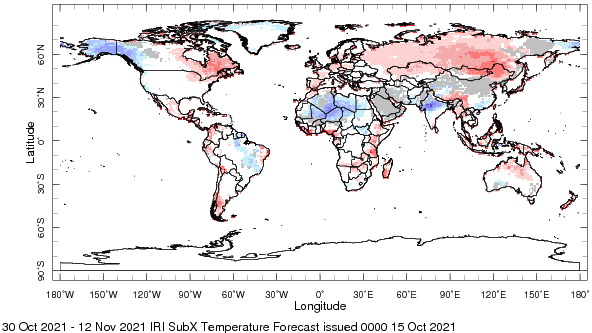 60°N
30°N
0°
30°S
60°S
90°S
Latitude
180°W 150°W 120°W 90°W 60°W 30°W 0° 30°E 60°E 90°E 120°E 150°E 180°E
Longitude
30 Oct 2021 - 12 Nov 2021 IRI SubX Temperature Forecast issued 0000 15 Oct 2021